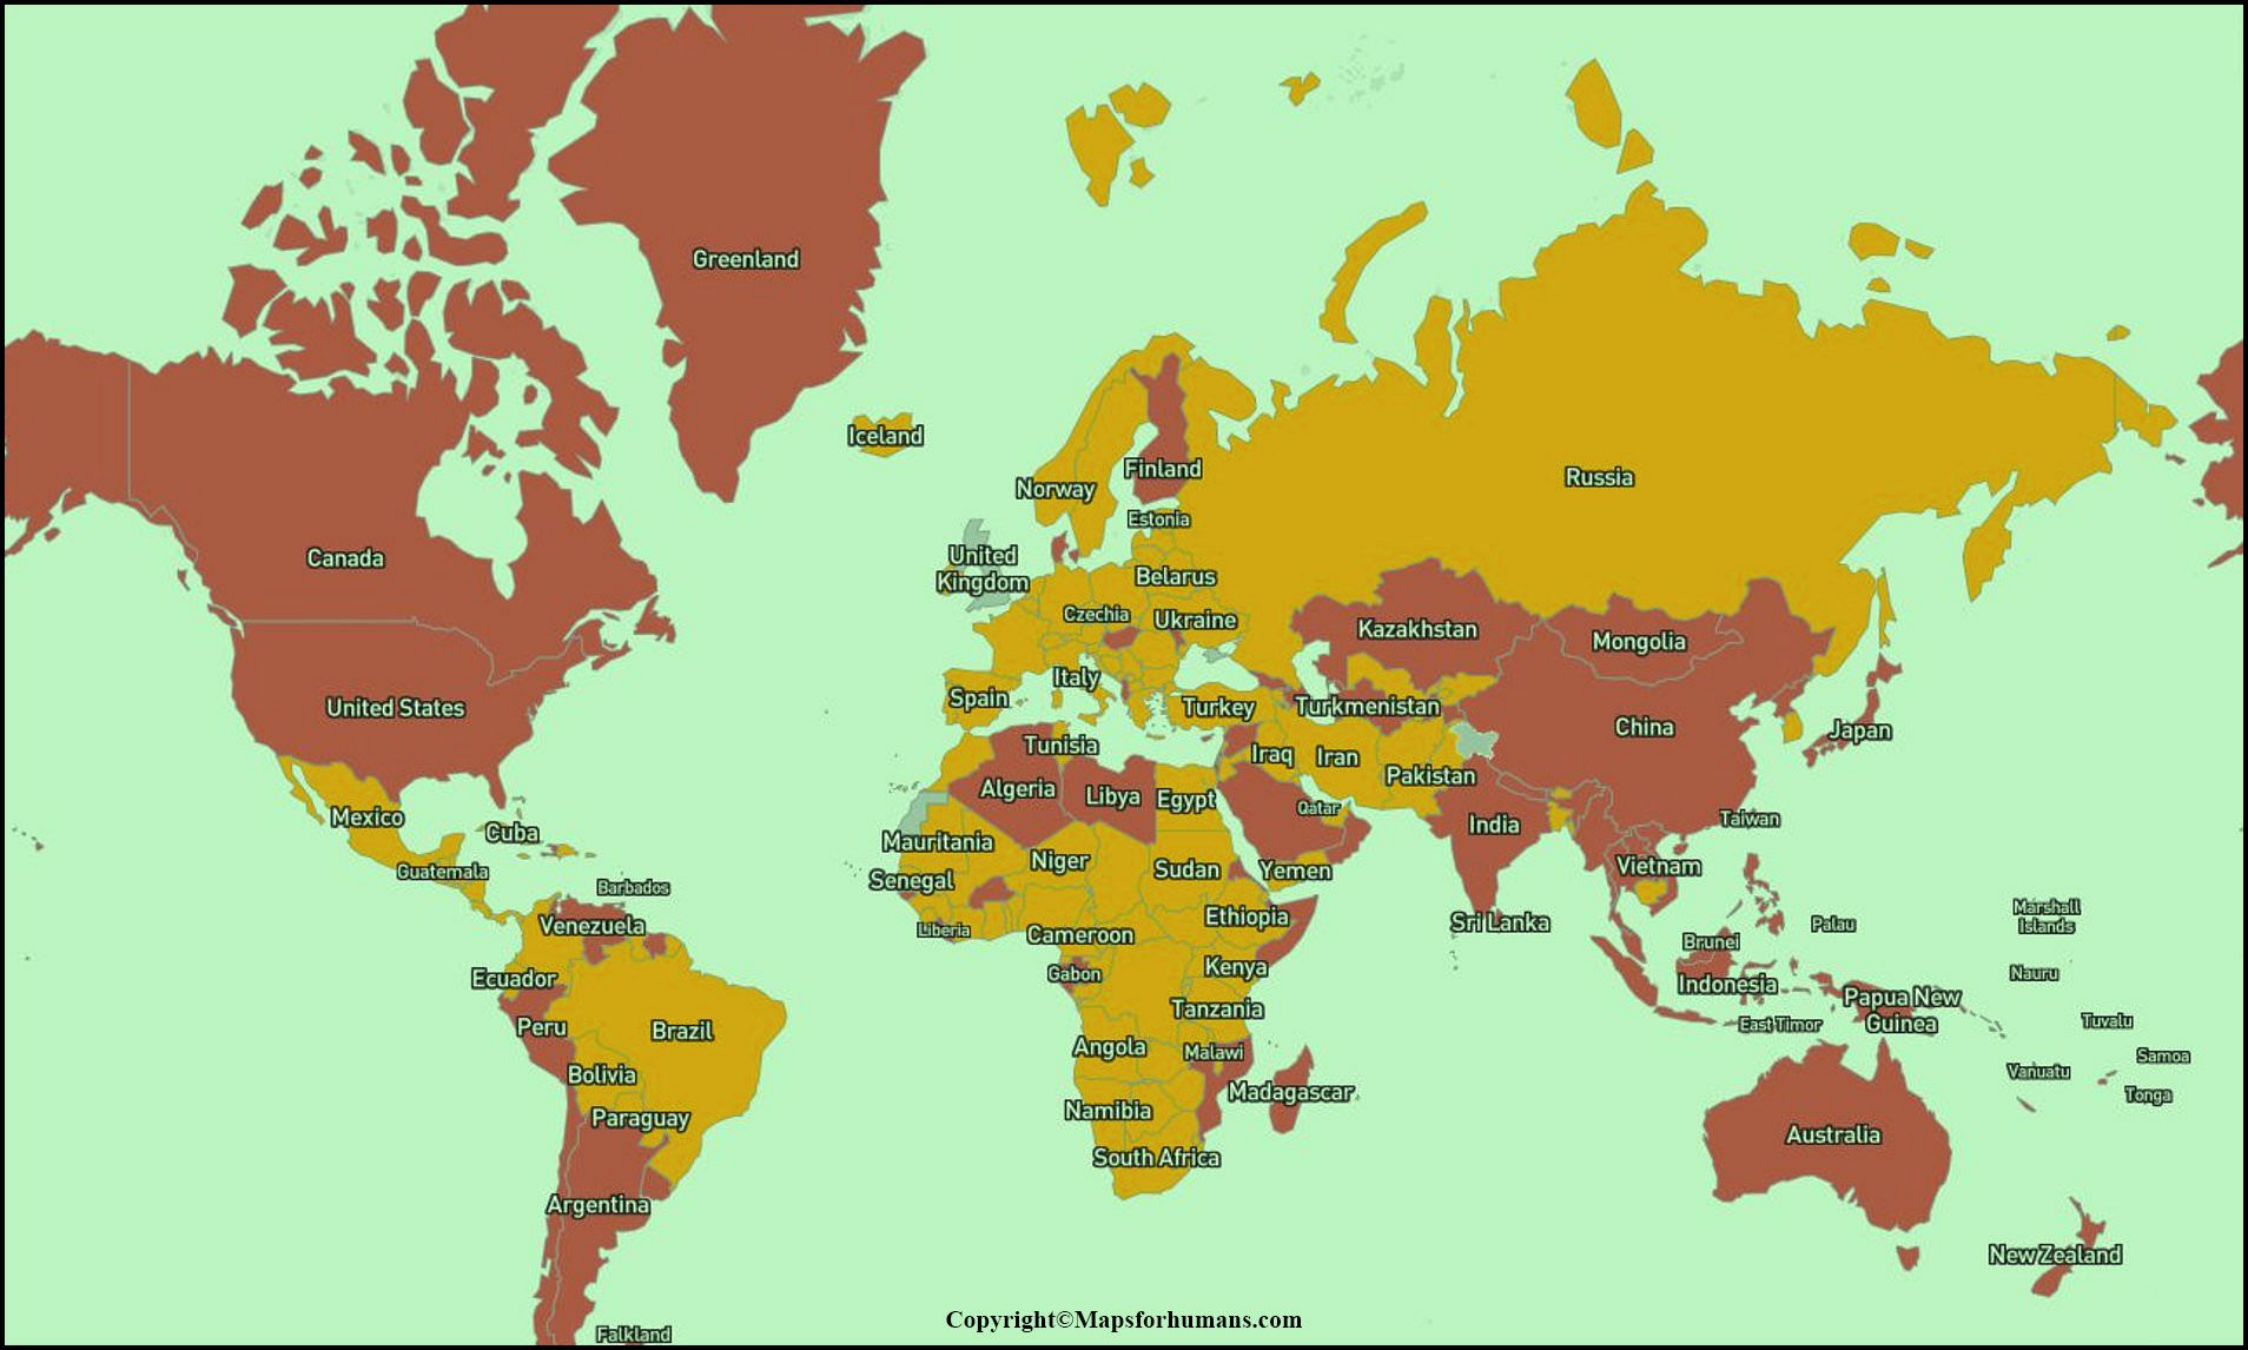 Greenland
Iceland
Finland
Norway
Russia
Estonia
United
Kingdom
Canada
Belarus
Czechia
Ukraine
Kazakhstan
Mongolia
Italy
Spain
United States
Turkey
Turkmenistan
China
Japan
Tunisia
Iraq
Iran
Pakistan
Algeria
Libya
Egypt
Qatar
Mexico
Cuba
India
Taiwan
Mauritania
Guatemala
Niger
Sudan
Yemen
Vietnam
Senegal
Barbados
Venezuela
Liberia
Cameroon
Ethiopia
Sri Lanka
Palau
Marshall
Islands
Brunei
Ecuador
Gabon
Kenya
Indonesia
Nauru
Peru
Brazil
Tanzania
Papua New
Guinea
East Timor
Tuvalu
Angola
Malawi
Samoa
Bolivia
Vanuatu
Madagascar
Tonga
Paraguay
Namibia
Australia
South Africa
Argentina
New Zealand
Falkland
Copyright©Mapsforhumans.com